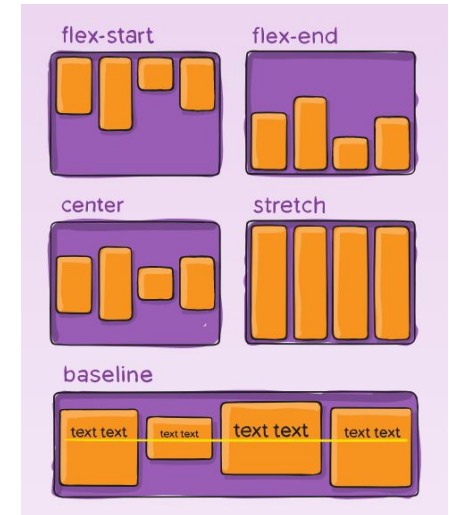 flex-start
flex-end
center
stretch
baseline
text text
text text
text text
text text